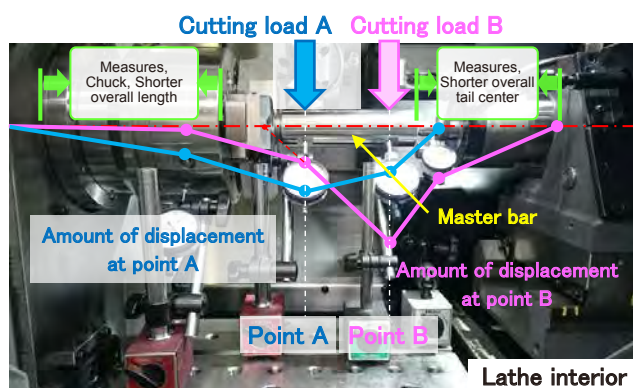 Cutting load A
Cutting load B
Measures,
Chuck, Shorter
overall length
Measures,
Shorter overall
tail center
Master bar
Amount of displacement
at point A
Amount of displacement
at point B
Point A
Point B
Lathe interior